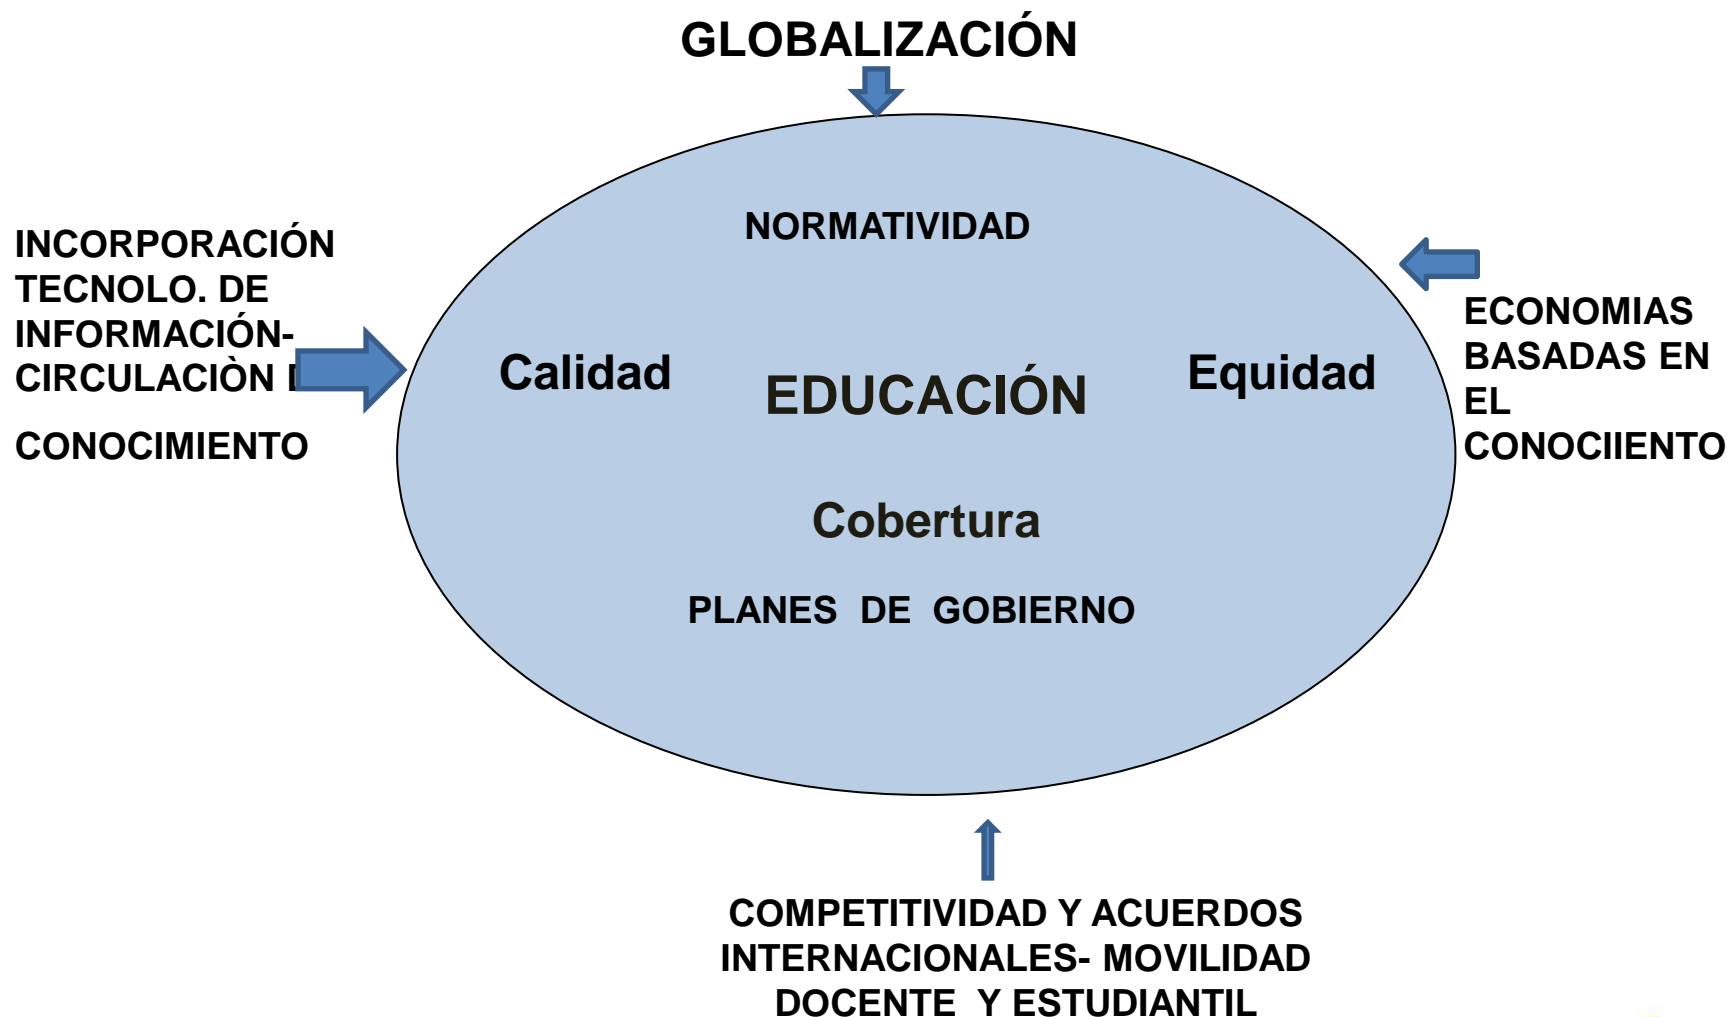 GLOBALIZACIÓN
NORMATIVIDAD
INCORPORACIÓN
TECNOLO. DE
INFORMACIÓN-
CIRCULACIÒN
CONOCIMIENTO
Calidad
EDUCACIÓN
Equidad
ECONOMIAS
BASADAS EN
EL
CONOCIIENTO
Cobertura
PLANES DE GOBIERNO
COMPETITIVIDAD Y ACUERDOS
INTERNACIONALES- MOVILIDAD
DOCENTE Y ESTUDIANTIL